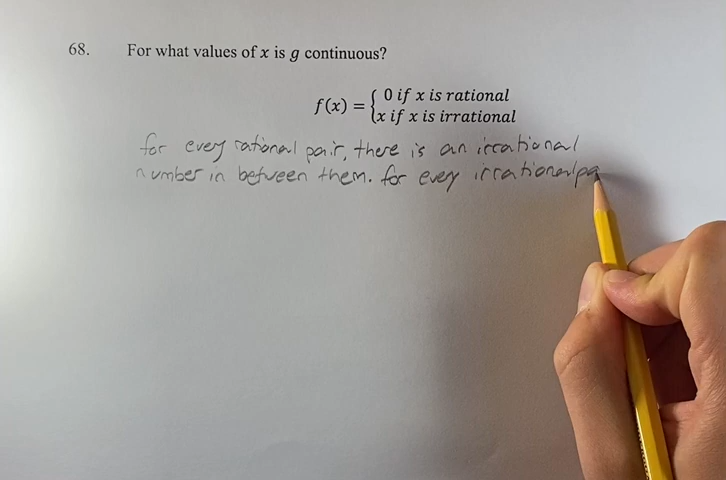 68. For what values of x is g continuous?
f(x) = { 0 if x is rational
x if x is irrational
for every rational pair, there is an irrational
number in between them. for every irrational pa